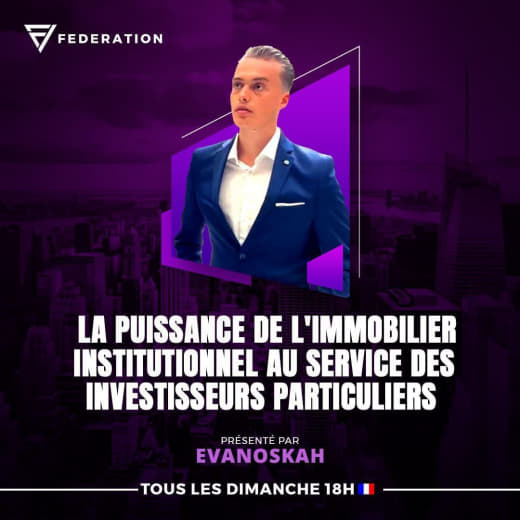 FEDERATION
LA PUISSANCE DE L'IMMOBILIER
INSTITUTIONNEL AU SERVICE DES
INVESTISSEURS PARTICULIERS
PRÉSENTÉ PAR
EVANOSKAH
TOUS LES DIMANCHE 18H 🇫🇷